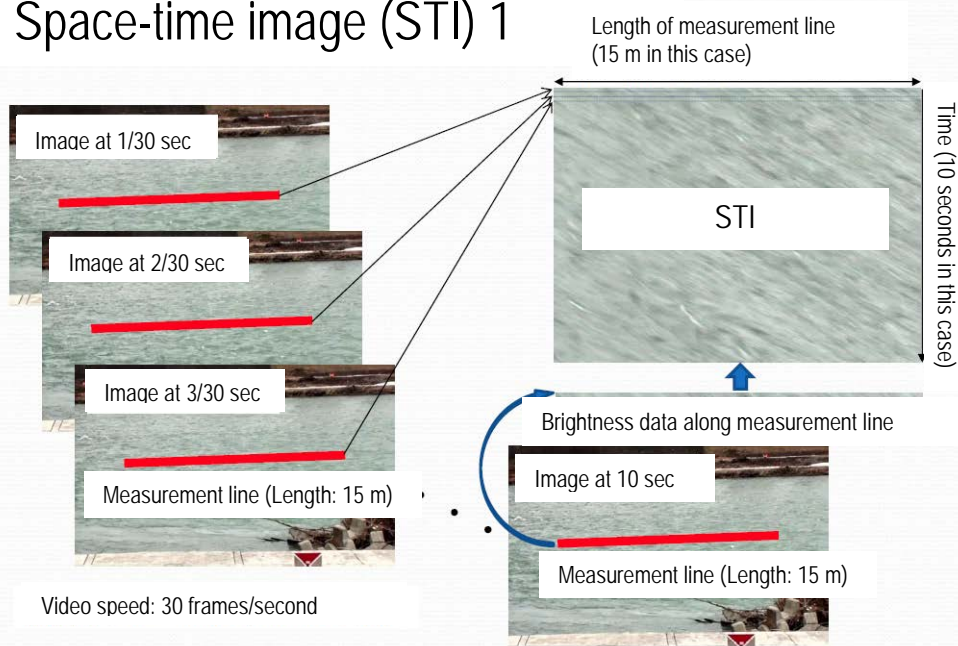 Space-time image (STI) 1
Length of measurement line
(15 m in this case)
Image at 1/30 sec
Image at 2/30 sec
Image at 3/30 sec
Measurement line (Length: 15 m)
Video speed: 30 frames/second
STI
Time (10 seconds in this case)
Brightness data along measurement line
Image at 10 sec
Measurement line (Length: 15 m)